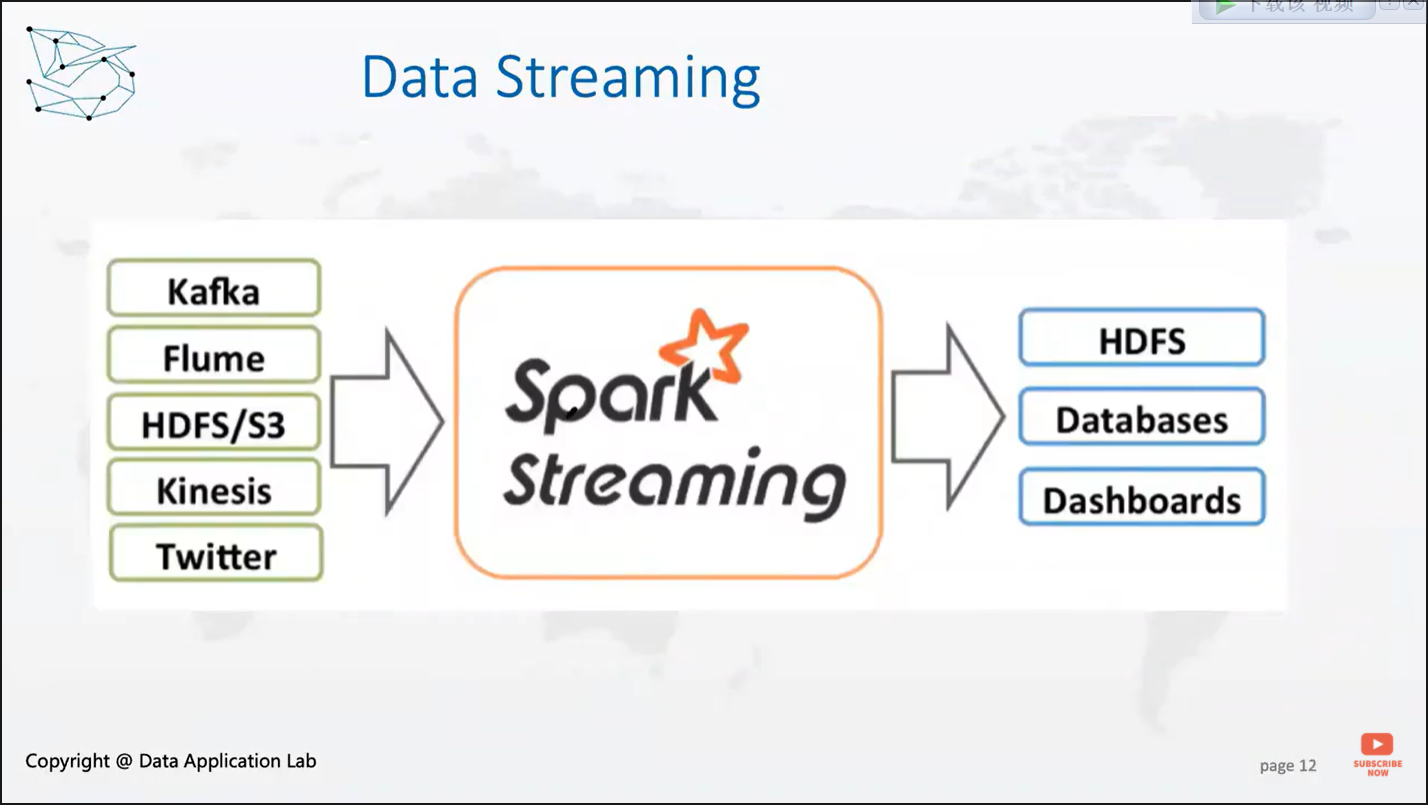 下载该 视频
Data Streaming
Kafka
Flume
HDFS/S3
Kinesis
Twitter
Spark
Streaming
HDFS
Databases
Dashboards
Copyright @ Data Application Lab
page 12
SUBSCRIBE
NOW